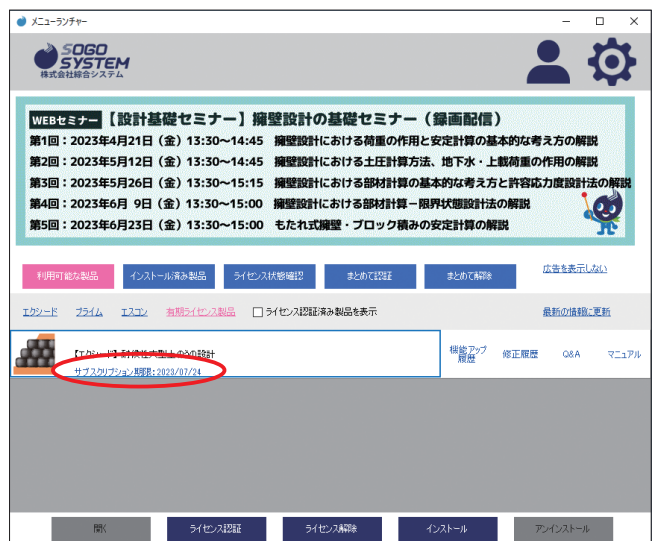 メニューランチャー
SOGO
SYSTEM
株式会社綜合システム
WEBセミナー 【設計基礎セミナー】擁壁設計の基礎セミナー（録画配信）
第1回：2023年4月21日（金）13:30～14:45 擁壁設計における荷重の作用と安定計算の基本的な考え方の解説
第2回：2023年5月12日（金）13:30～14:45 擁壁設計における土圧計算方法、地下水・上載荷重の作用の解説
第3回：2023年5月26日（金）13:30～15:15 擁壁設計における部材計算の基本的な考え方と許容応力度設計法の解説
第4回：2023年6月 9日（金）13:30～15:00 擁壁設計における部材計算－限界状態設計法の解説
第5回：2023年6月23日（金）13:30～15:00 もたれ式擁壁・ブロック積みの安定計算の解説
利用可能な製品 インストール済み製品 ライセンス状態確認 まとめて認証 まとめて解除 広告を表示しない
エクシード プライム エスコン 有期ライセンス製品 ライセンス認証済み製品を表示 最新の情報に更新
【エクシード】耐候性大型土のうの設計 機能アップ履歴 修正履歴 Q&A マニュアル
サブスクリプション期限:2023/07/24
開く ライセンス認証 ライセンス解除 インストール アンインストール